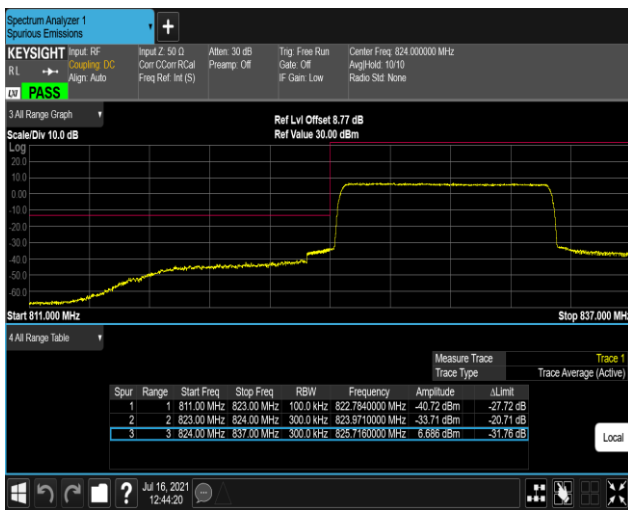 Spectrum Analyzer 1
Spurious Emissions
KEYSIGHT
RL
LXI PASS
Input: RF
Coupling: DC
Align: Auto
Input Z: 50 Ω
Corr CCorr RCal
Freq Ref: Int (S)
Atten: 30 dB
Preamp: Off
Trig: Free Run
Gate: Off
IF Gain: Low
Center Freq: 824.000000 MHz
Avg|Hold: 10/10
Radio Std: None
3 All Range Graph
Scale/Div 10.0 dB
Ref Lvl Offset 8.77 dB
Ref Value 30.00 dBm
Log
20.0
10.0
0.00
-10.0
-20.0
-30.0
-40.0
-50.0
-60.0
Start 811.000 MHz
Stop 837.000 MHz
4 All Range Table
Measure Trace Trace 1
Trace Type Trace Average (Active)
Spur Range Start Freq Stop Freq RBW Frequency Amplitude ΔLimit
1 1 811.00 MHz 823.00 MHz 100.0 kHz 822.7840000 MHz -40.72 dBm -27.72 dB
2 2 823.00 MHz 824.00 MHz 300.0 kHz 823.9710000 MHz -33.71 dBm -20.71 dB
3 3 824.00 MHz 837.00 MHz 300.0 kHz 825.7160000 MHz 6.686 dBm -31.76 dB
Local
?
Jul 16, 2021
12:44:20